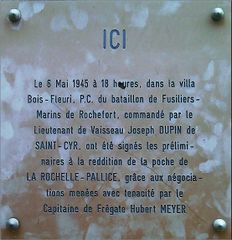 ICI
Le 6 Mai 1945 à 18 heures, dans la villa
Bois-Fleuri, P.C. du bataillon de Fusiliers-
Marins de Rochefort, commandé par le
Lieutenant de Vaisseau Joseph DUPIN de
SAINT-CYR, ont été signés les prélimi-
naires à la reddition de la poche de
LA ROCHELLE-PALLICE, grâce aux négocia-
tions menées avec tenacité par le
Capitaine de Frégate Hubert MEYER